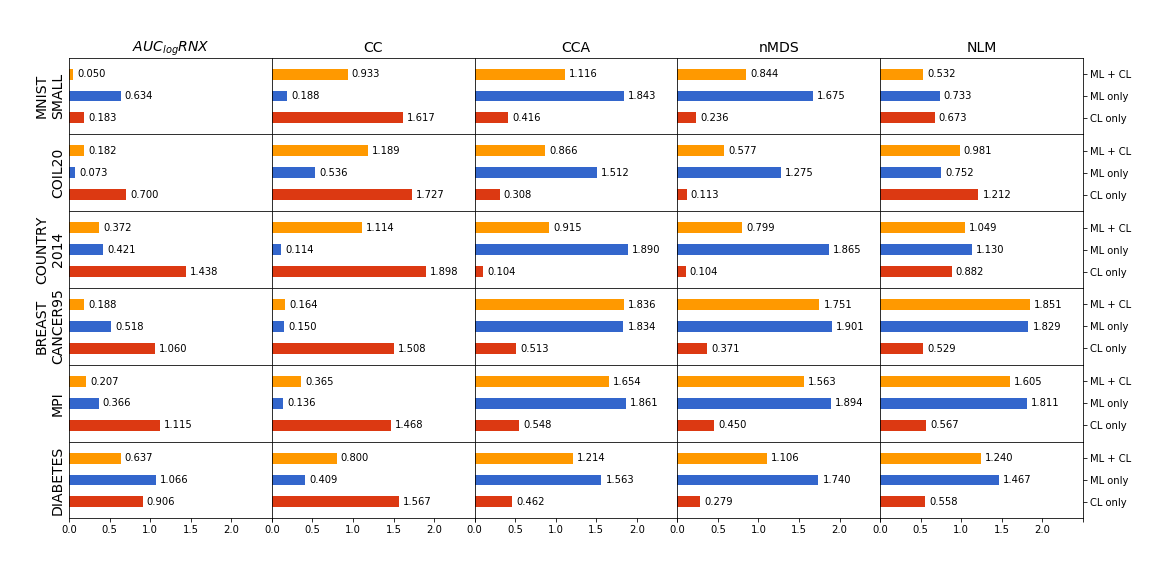 AUC_logRNX CC CCA nMDS NLM
MNIST
SMALL
0.050 0.933 1.116 0.844 0.532 ML + CL
0.634 0.188 1.843 1.675 0.733 ML only
0.183 1.617 0.416 0.236 0.673 CL only
COIL20
0.182 1.189 0.866 0.577 0.981 ML + CL
0.073 0.536 1.512 1.275 0.752 ML only
0.700 1.727 0.308 0.113 1.212 CL only
COUNTRY
2014
0.372 1.114 0.915 0.799 1.049 ML + CL
0.421 0.114 1.890 1.865 1.130 ML only
1.438 1.898 0.104 0.104 0.882 CL only
BREAST
CANCER95
0.188 0.164 1.836 1.751 1.851 ML + CL
0.518 0.150 1.834 1.901 1.829 ML only
1.060 1.508 0.513 0.371 0.529 CL only
MPI
0.207 0.365 1.654 1.563 1.605 ML + CL
0.366 0.136 1.861 1.894 1.811 ML only
1.115 1.468 0.548 0.450 0.567 CL only
DIABETES
0.637 0.800 1.214 1.106 1.240 ML + CL
1.066 0.409 1.563 1.740 1.467 ML only
0.906 1.567 0.462 0.279 0.558 CL only
0.0 0.5 1.0 1.5 2.0 0.0 0.5 1.0 1.5 2.0 0.0 0.5 1.0 1.5 2.0 0.0 0.5 1.0 1.5 2.0 0.0 0.5 1.0 1.5 2.0